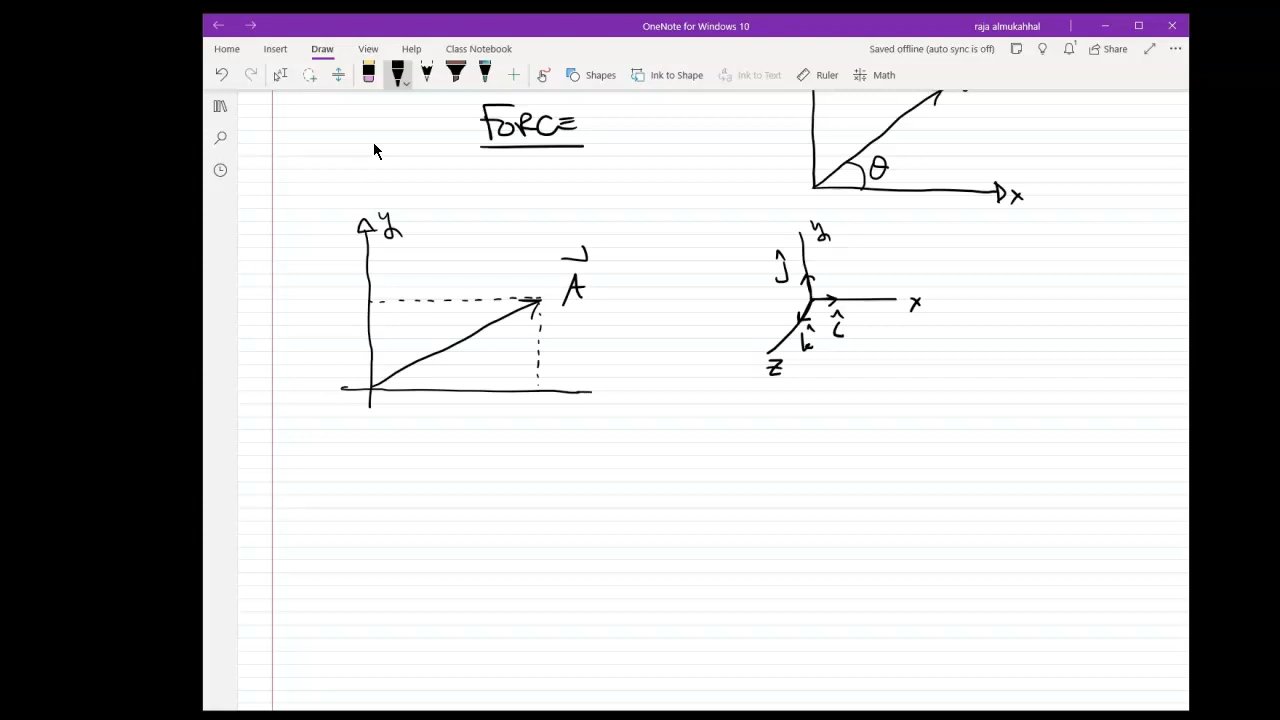 OneNote for Windows 10
raja almukahhal
Home Insert Draw View Help Class Notebook
Saved offline (auto sync is off)
Share
Shapes
Ink to Shape
Ink to Text
Ruler
Math
FORCE
θ
x
y
A⃗
y
ĵ
x
î
k̂
z